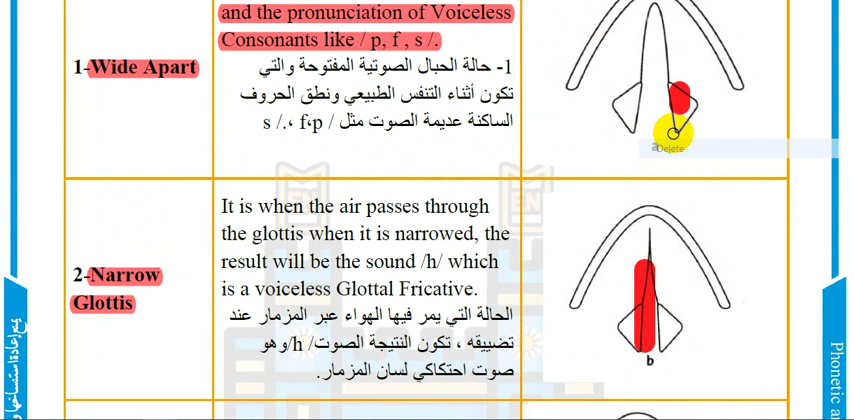 and the pronunciation of Voiceless
Consonants like / p, f , s /.
1-Wide Apart
1- حالة الحبال الصوتية المفتوحة والتي
تكون أثناء التنفس الطبيعي ونطق الحروف
الساكنة عديمة الصوت مثل / f،p ،s /.
a
Delete
2-Narrow
Glottis
It is when the air passes through
the glottis when it is narrowed, the
result will be the sound /h/ which
is a voiceless Glottal Fricative.
الحالة التي يمر فيها الهواء عبر المزمار عند
تضييقه ، تكون النتيجة الصوت/ h/وهو
صوت احتكاكي لسان المزمار.
b
EN
EN
Phonetic a